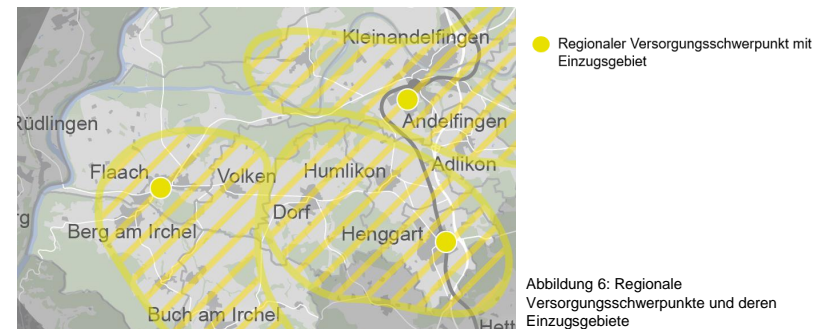 Kleinandelfingen
Rüdlingen
Andelfingen
Flaach
Volken
Humlikon
Adlikon
Dorf
Berg am Irchel
Henggart
Buch am Irchel
Hett
Regionaler Versorgungsschwerpunkt mit
Einzugsgebiet
Abbildung 6: Regionale
Versorgungsschwerpunkte und deren
Einzugsgebiete